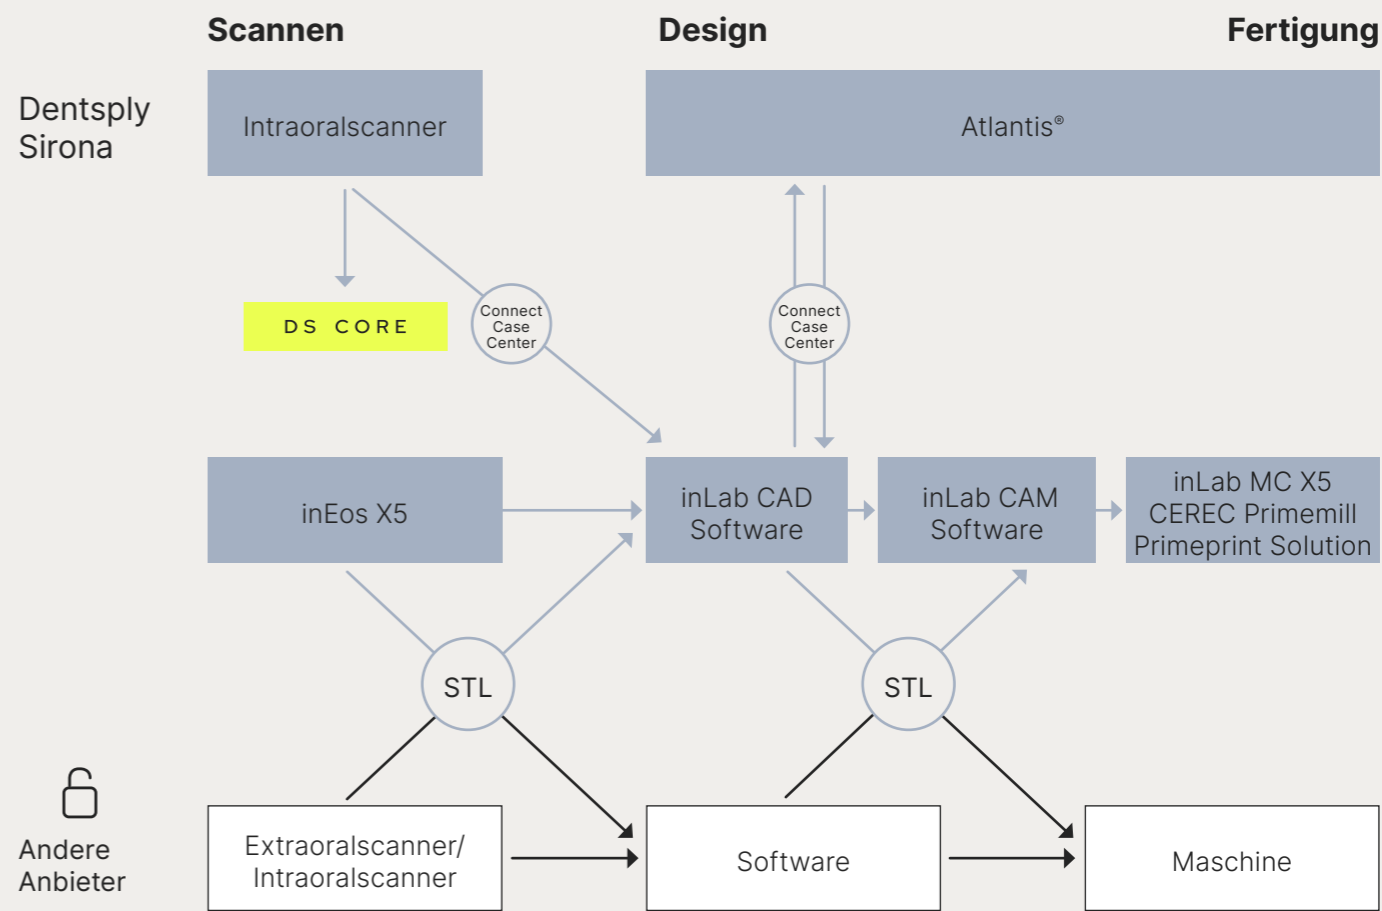 Scannen
Design
Fertigung
Dentsply
Sirona
Intraoralscanner
Atlantis®
DS CORE
Connect
Case
Center
Connect
Case
Center
inEos X5
inLab CAD
Software
inLab CAM
Software
inLab MC X5
CEREC Primemill
Primeprint Solution
STL
STL
Andere
Anbieter
Extraoralscanner/
Intraoralscanner
Software
Maschine